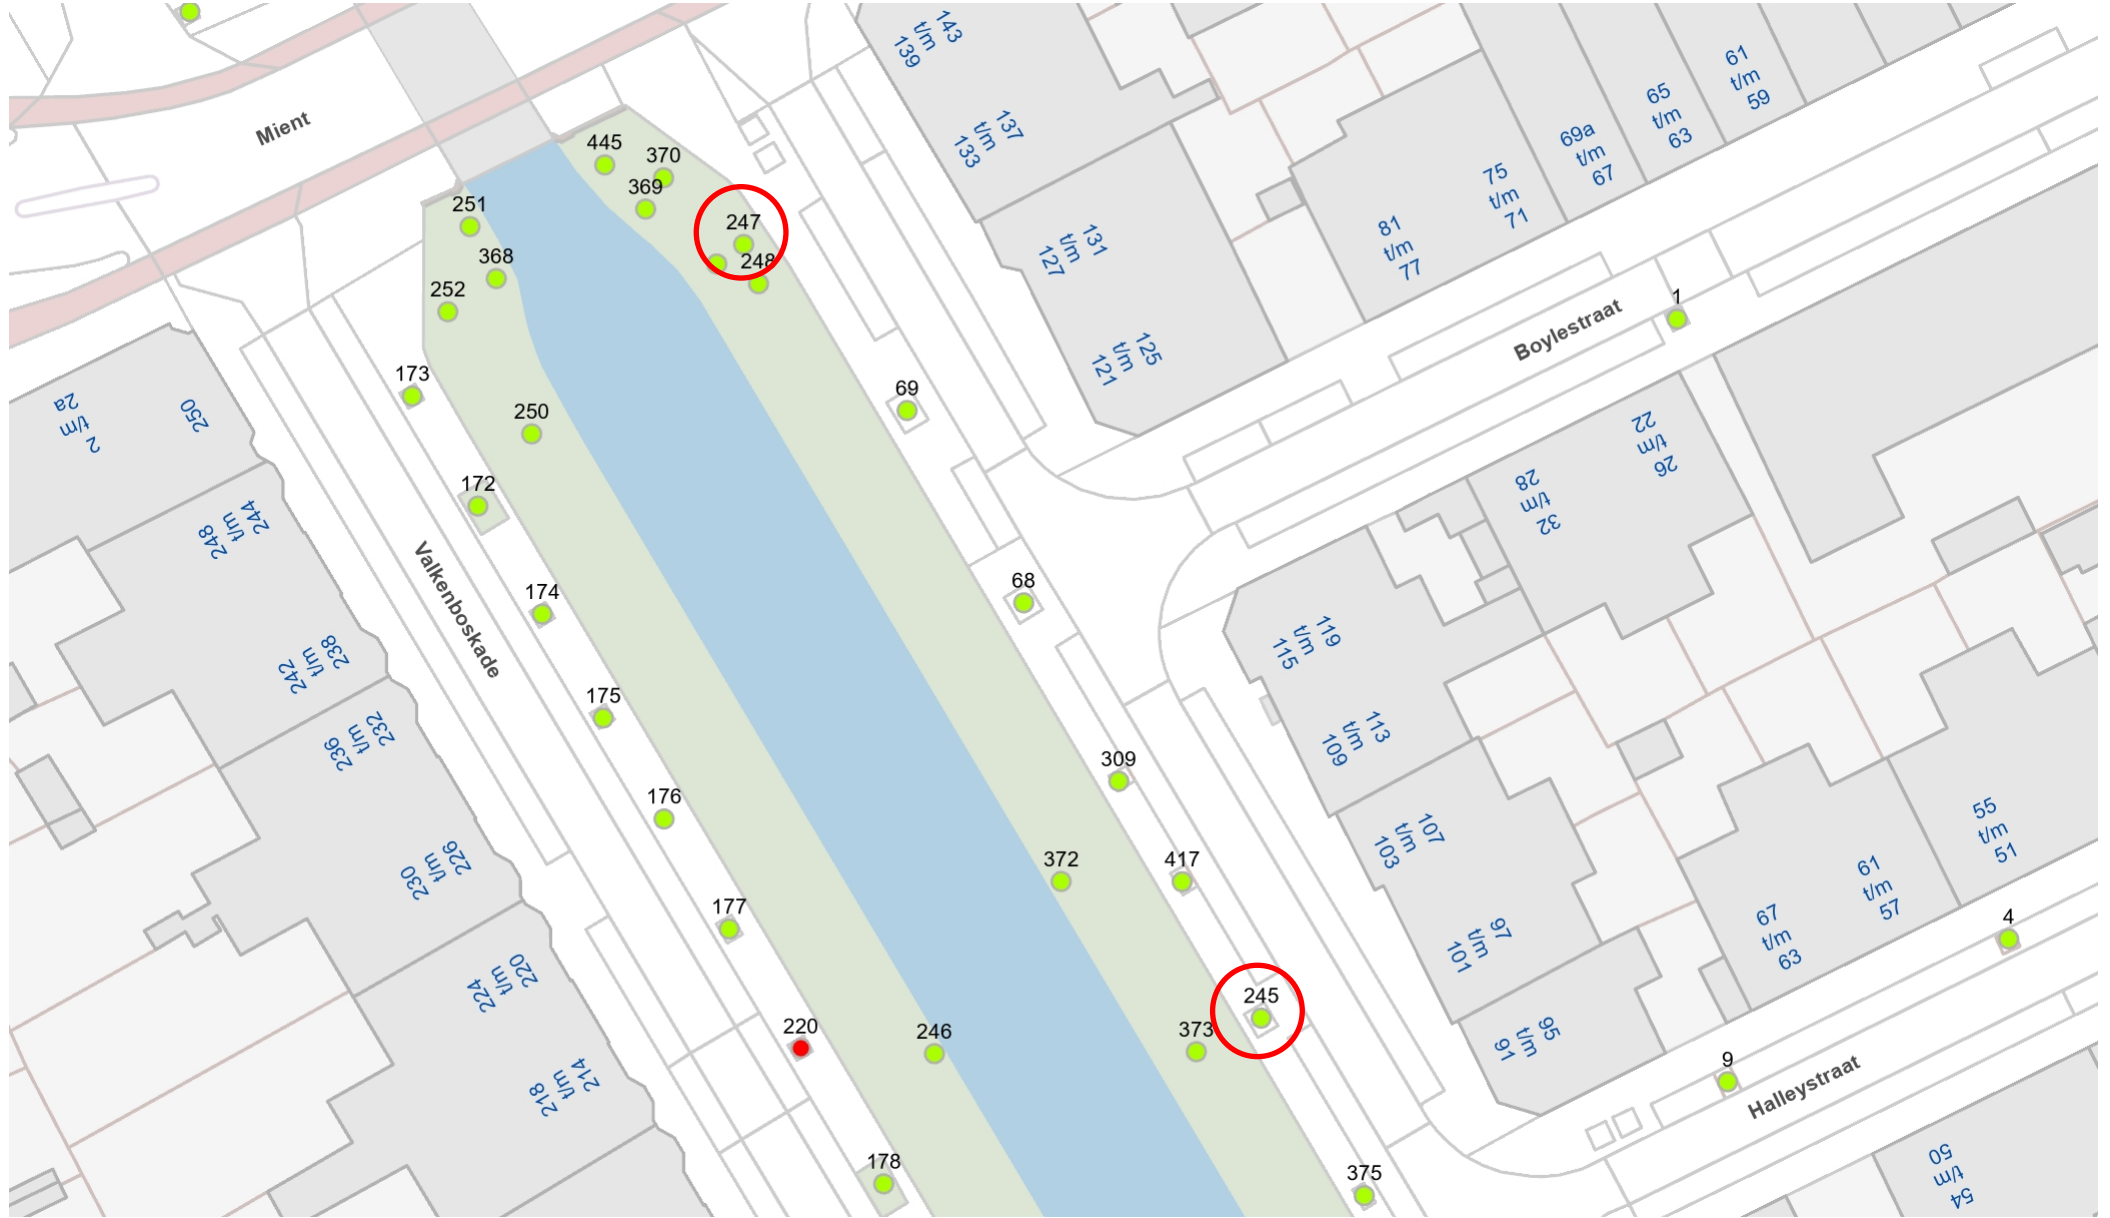 143
t/m
139
137
t/m
133
131
t/m
127
125
t/m
121
61
t/m
59
65
t/m
63
69a
t/m
67
75
t/m
71
81
t/m
77
Mient
445
370
369
247
248
251
368
252
173
250
172
69
68
174
175
176
177
309
417
372
245
373
246
220
178
375
1
4
9
Boylestraat
Valkenboskade
Halleystraat
2
t/m
2a
250
244
t/m
248
238
t/m
242
232
t/m
236
226
t/m
230
220
t/m
224
214
t/m
218
22
t/m
26
28
t/m
32
119
t/m
115
113
t/m
109
107
t/m
103
97
t/m
101
95
t/m
91
55
t/m
51
61
t/m
57
67
t/m
63
50
t/m
54